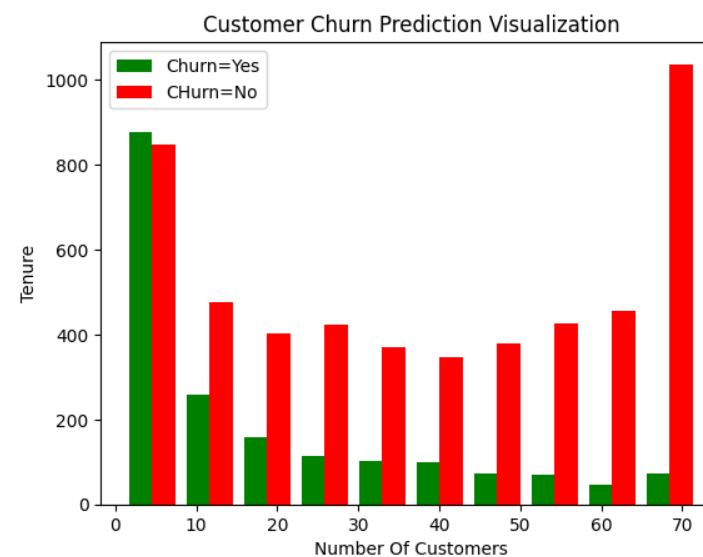 Customer Churn Prediction Visualization
Churn=Yes
CHurn=No
1000
800
600
400
200
0
Tenure
0 10 20 30 40 50 60 70
Number Of Customers